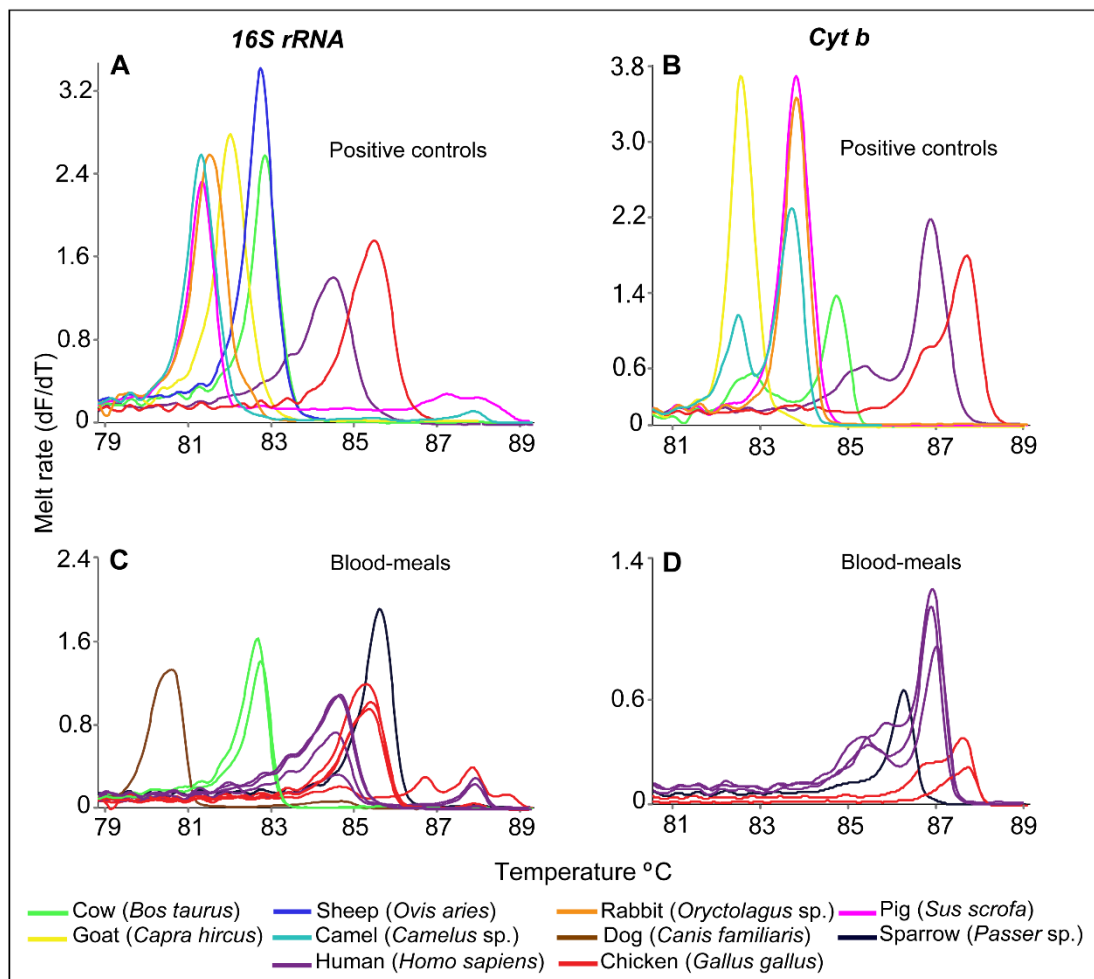 16S rRNA
Cyt b
A
B
3.2
2.4
1.6
0.8
0
Positive controls
79 81 83 85 87 89
3.8
3.0
2.2
1.4
0.6
0
Positive controls
81 83 85 87 89
Melt rate (dF/dT)
C
D
2.4
1.6
0.8
0
Blood-meals
79 81 83 85 87 89
1.4
0.6
0
Blood-meals
81 83 85 87 89
Temperature ºC
Cow (Bos taurus) Sheep (Ovis aries) Rabbit (Oryctolagus sp.) Pig (Sus scrofa)
Goat (Capra hircus) Camel (Camelus sp.) Dog (Canis familiaris) Sparrow (Passer sp.)
Human (Homo sapiens) Chicken (Gallus gallus)